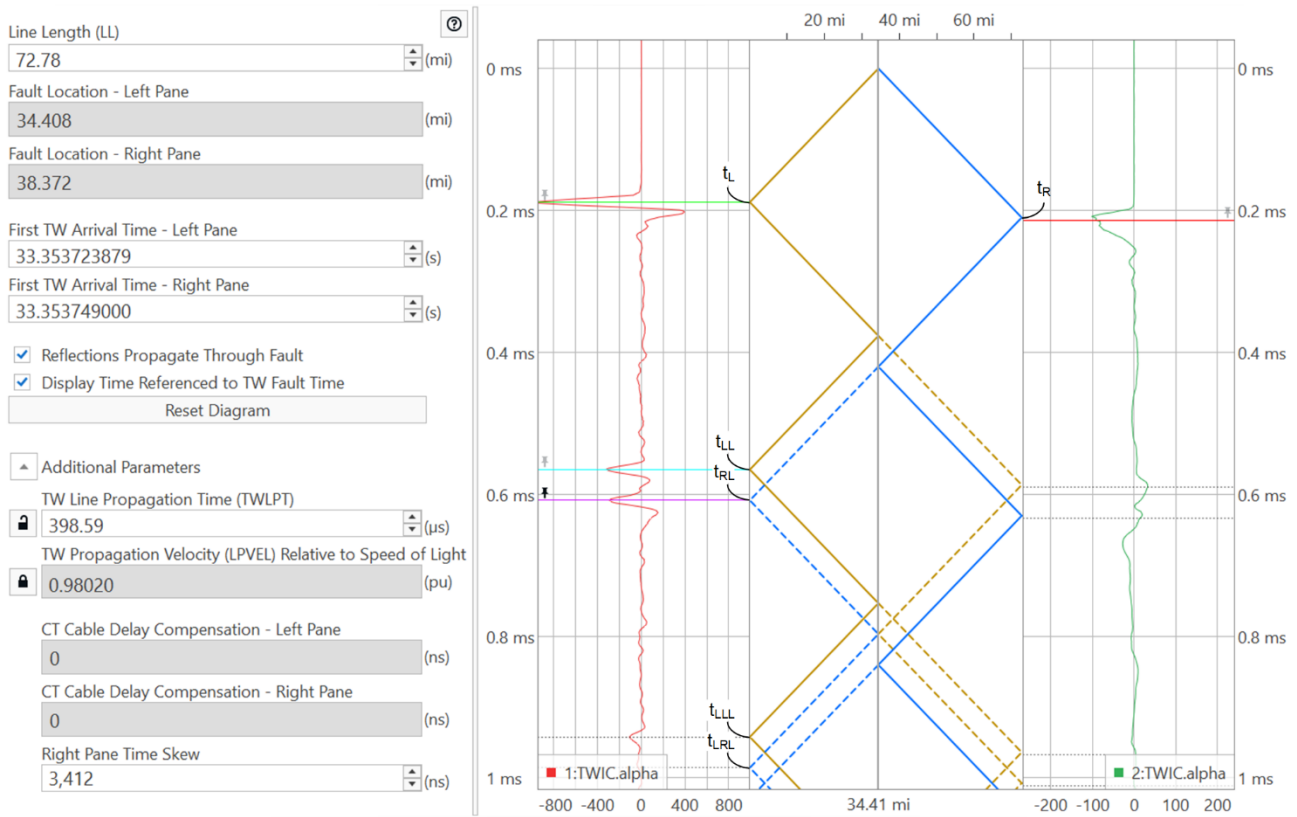 Line Length (LL)
72.78 (mi)
Fault Location - Left Pane
34.408 (mi)
Fault Location - Right Pane
38.372 (mi)
First TW Arrival Time - Left Pane
33.353723879 (s)
First TW Arrival Time - Right Pane
33.353749000 (s)
Reflections Propagate Through Fault
Display Time Referenced to TW Fault Time
Reset Diagram
Additional Parameters
TW Line Propagation Time (TWLPT)
398.59 (µs)
TW Propagation Velocity (LPVEL) Relative to Speed of Light
0.98020 (pu)
CT Cable Delay Compensation - Left Pane
0 (ns)
CT Cable Delay Compensation - Right Pane
0 (ns)
Right Pane Time Skew
3,412 (ns)
20 mi 40 mi 60 mi
0 ms 0 ms
tL
tR
0.2 ms 0.2 ms
0.4 ms 0.4 ms
tLL
tRL
0.6 ms 0.6 ms
0.8 ms 0.8 ms
tLLL
tLRL
1:TWIC.alpha 2:TWIC.alpha
1 ms 1 ms
-800 -400 0 400 800 34.41 mi -200 -100 0 100 200
?